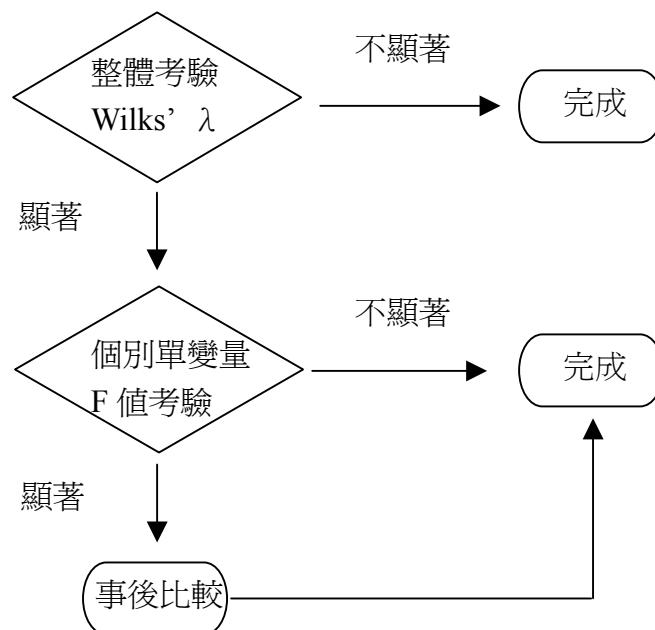 不顯著
整體考驗
Wilks’ λ
完成
顯著
不顯著
個別單變量
F 值考驗
完成
顯著
事後比較